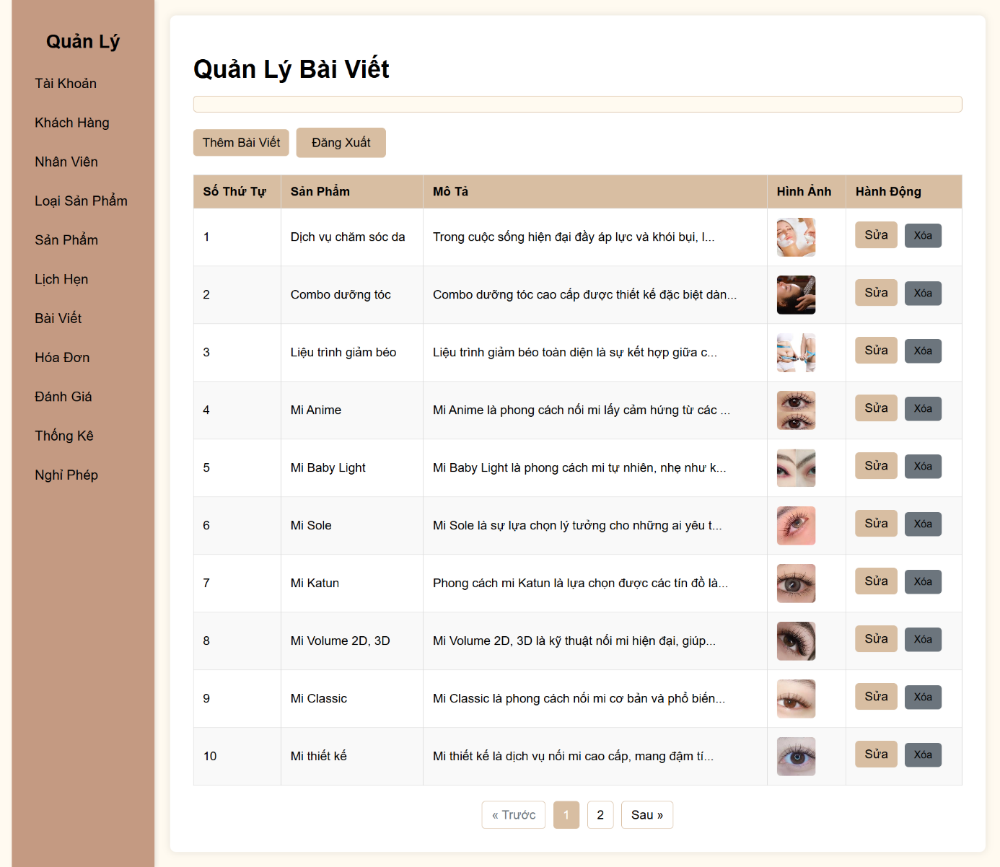 Quản Lý
Tài Khoản
Khách Hàng
Nhân Viên
Loại Sản Phẩm
Sản Phẩm
Lịch Hẹn
Bài Viết
Hóa Đơn
Đánh Giá
Thống Kê
Nghỉ Phép
Quản Lý Bài Viết
Thêm Bài Viết Đăng Xuất
Số Thứ Tự Sản Phẩm Mô Tả Hình Ảnh Hành Động
1 Dịch vụ chăm sóc da Trong cuộc sống hiện đại đầy áp lực và khói bụi, l... Sửa Xóa
2 Combo dưỡng tóc Combo dưỡng tóc cao cấp được thiết kế đặc biệt dàn... Sửa Xóa
3 Liệu trình giảm béo Liệu trình giảm béo toàn diện là sự kết hợp giữa c... Sửa Xóa
4 Mi Anime Mi Anime là phong cách nối mi lấy cảm hứng từ các ... Sửa Xóa
5 Mi Baby Light Mi Baby Light là phong cách mi tự nhiên, nhẹ như k... Sửa Xóa
6 Mi Sole Mi Sole là sự lựa chọn lý tưởng cho những ai yêu t... Sửa Xóa
7 Mi Katun Phong cách mi Katun là lựa chọn được các tín đồ là... Sửa Xóa
8 Mi Volume 2D, 3D Mi Volume 2D, 3D là kỹ thuật nối mi hiện đại, giúp... Sửa Xóa
9 Mi Classic Mi Classic là phong cách nối mi cơ bản và phổ biến... Sửa Xóa
10 Mi thiết kế Mi thiết kế là dịch vụ nối mi cao cấp, mang đậm tí... Sửa Xóa
« Trước 1 2 Sau »